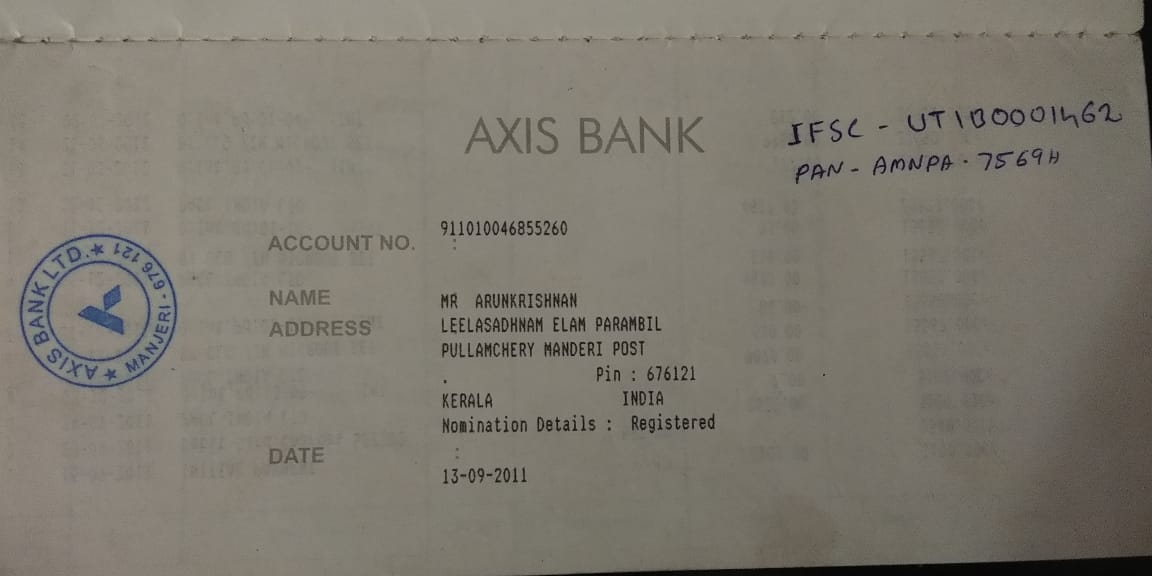 AXIS BANK
IFSC - UTIB0001462
PAN - AMNPA·7569H
ACCOUNT NO. : 911010046855260
NAME MR ARUNKRISHNAN
ADDRESS LEELASADHNAM ELAM PARAMBIL
PULLAMCHERY MANDERI POST
. Pin : 676121
KERALA INDIA
Nomination Details : Registered
DATE : 13-09-2011
AXIS BANK LTD. ★ MANJERI - 676 121 ★